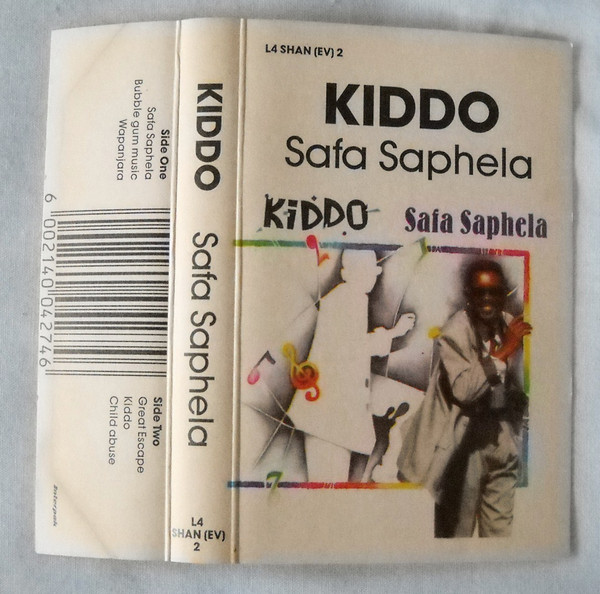 L4 SHAN (EV) 2
KIDDO
Safa Saphela
KiDDO Safa Saphela
KIDDO Safa Saphela
L4
SHAN (EV)
2
Side One
Safa Saphela
Bubble gum music
Wapanjara
6 002140 042746
Side Two
Great Escape
Kiddo
Child abuse
Interpak